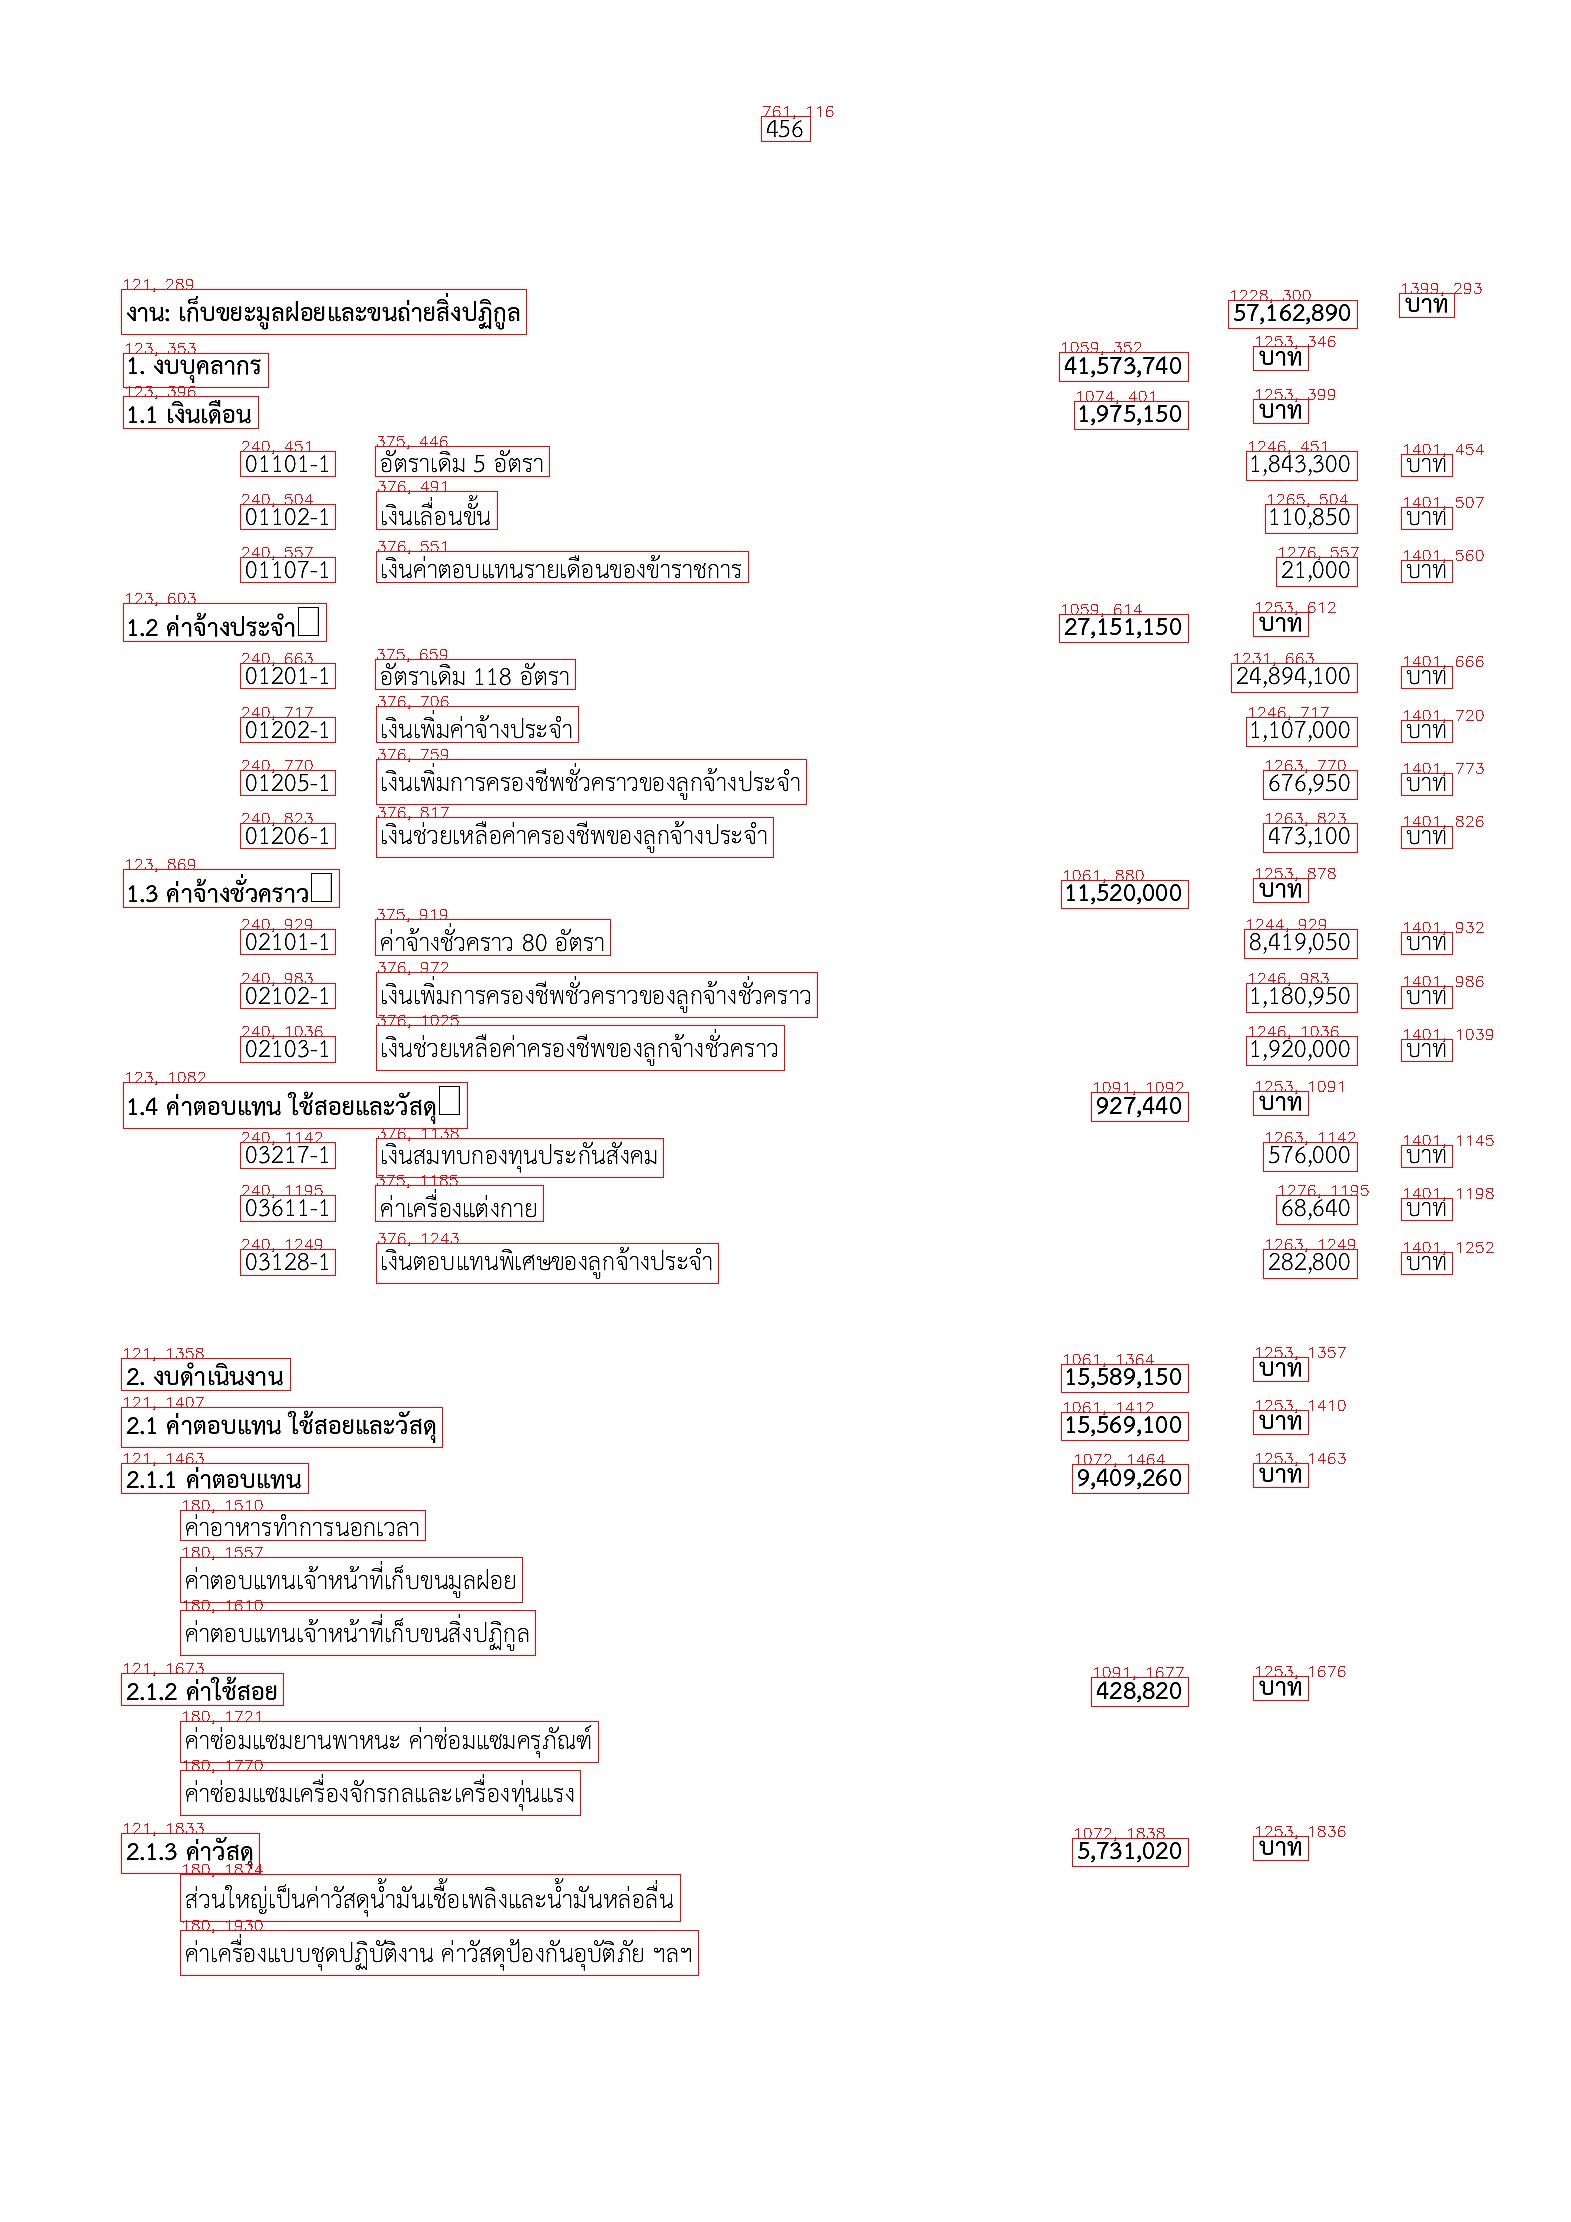 761, 116
456
121, 289 1228, 300 1399, 293
งาน: เก็บขยะมูลฝอยและขนถ่ายสิ่งปฏิกูล 57,162,890 บาท
123, 353 1059, 352 1253, 346
1. งบบุคลากร 41,573,740 บาท
123, 396 1074, 401 1253, 399
1.1 เงินเดือน 1,975,150 บาท
240, 451 375, 446 1246, 451 1401, 454
01101-1 อัตราเดิม 5 อัตรา 1,843,300 บาท
240, 504 376, 491 1265, 504 1401, 507
01102-1 เงินเลื่อนขั้น 110,850 บาท
240, 557 376, 551 1276, 557 1401, 560
01107-1 เงินค่าตอบแทนรายเดือนของข้าราชการ 21,000 บาท
123, 603 1059, 614 1253, 612
1.2 ค่าจ้างประจำ 27,151,150 บาท
240, 663 375, 659 1231, 663 1401, 666
01201-1 อัตราเดิม 118 อัตรา 24,894,100 บาท
240, 717 376, 706 1246, 717 1401, 720
01202-1 เงินเพิ่มค่าจ้างประจำ 1,107,000 บาท
240, 770 376, 759 1263, 770 1401, 773
01205-1 เงินเพิ่มการครองชีพชั่วคราวของลูกจ้างประจำ 676,950 บาท
240, 823 376, 817 1263, 823 1401, 826
01206-1 เงินช่วยเหลือค่าครองชีพของลูกจ้างประจำ 473,100 บาท
123, 869 1061, 880 1253, 878
1.3 ค่าจ้างชั่วคราว 11,520,000 บาท
240, 929 375, 919 1244, 929 1401, 932
02101-1 ค่าจ้างชั่วคราว 80 อัตรา 8,419,050 บาท
240, 983 376, 972 1246, 983 1401, 986
02102-1 เงินเพิ่มการครองชีพชั่วคราวของลูกจ้างชั่วคราว 1,180,950 บาท
240, 1036 376, 1025 1246, 1036 1401, 1039
02103-1 เงินช่วยเหลือค่าครองชีพของลูกจ้างชั่วคราว 1,920,000 บาท
123, 1082 1091, 1092 1253, 1091
1.4 ค่าตอบแทน ใช้สอยและวัสดุ 927,440 บาท
240, 1142 376, 1138 1263, 1142 1401, 1145
03217-1 เงินสมทบกองทุนประกันสังคม 576,000 บาท
240, 1195 375, 1185 1276, 1195 1401, 1198
03611-1 ค่าเครื่องแต่งกาย 68,640 บาท
240, 1249 376, 1243 1263, 1249 1401, 1252
03128-1 เงินตอบแทนพิเศษของลูกจ้างประจำ 282,800 บาท
121, 1358 1061, 1364 1253, 1357
2. งบดำเนินงาน 15,589,150 บาท
121, 1407 1061, 1412 1253, 1410
2.1 ค่าตอบแทน ใช้สอยและวัสดุ 15,569,100 บาท
121, 1463 1072, 1464 1253, 1463
2.1.1 ค่าตอบแทน 9,409,260 บาท
180, 1510
ค่าอาหารทำการนอกเวลา
180, 1557
ค่าตอบแทนเจ้าหน้าที่เก็บขนมูลฝอย
180, 1610
ค่าตอบแทนเจ้าหน้าที่เก็บขนสิ่งปฏิกูล
121, 1673 1091, 1677 1253, 1676
2.1.2 ค่าใช้สอย 428,820 บาท
180, 1721
ค่าซ่อมแซมยานพาหนะ ค่าซ่อมแซมครุภัณฑ์
180, 1770
ค่าซ่อมแซมเครื่องจักรกลและเครื่องทุ่นแรง
121, 1833 1072, 1838 1253, 1836
2.1.3 ค่าวัสดุ 5,731,020 บาท
180, 1874
ส่วนใหญ่เป็นค่าวัสดุน้ำมันเชื้อเพลิงและน้ำมันหล่อลื่น
180, 1930
ค่าเครื่องแบบชุดปฏิบัติงาน ค่าวัสดุป้องกันอุบัติภัย ฯลฯ